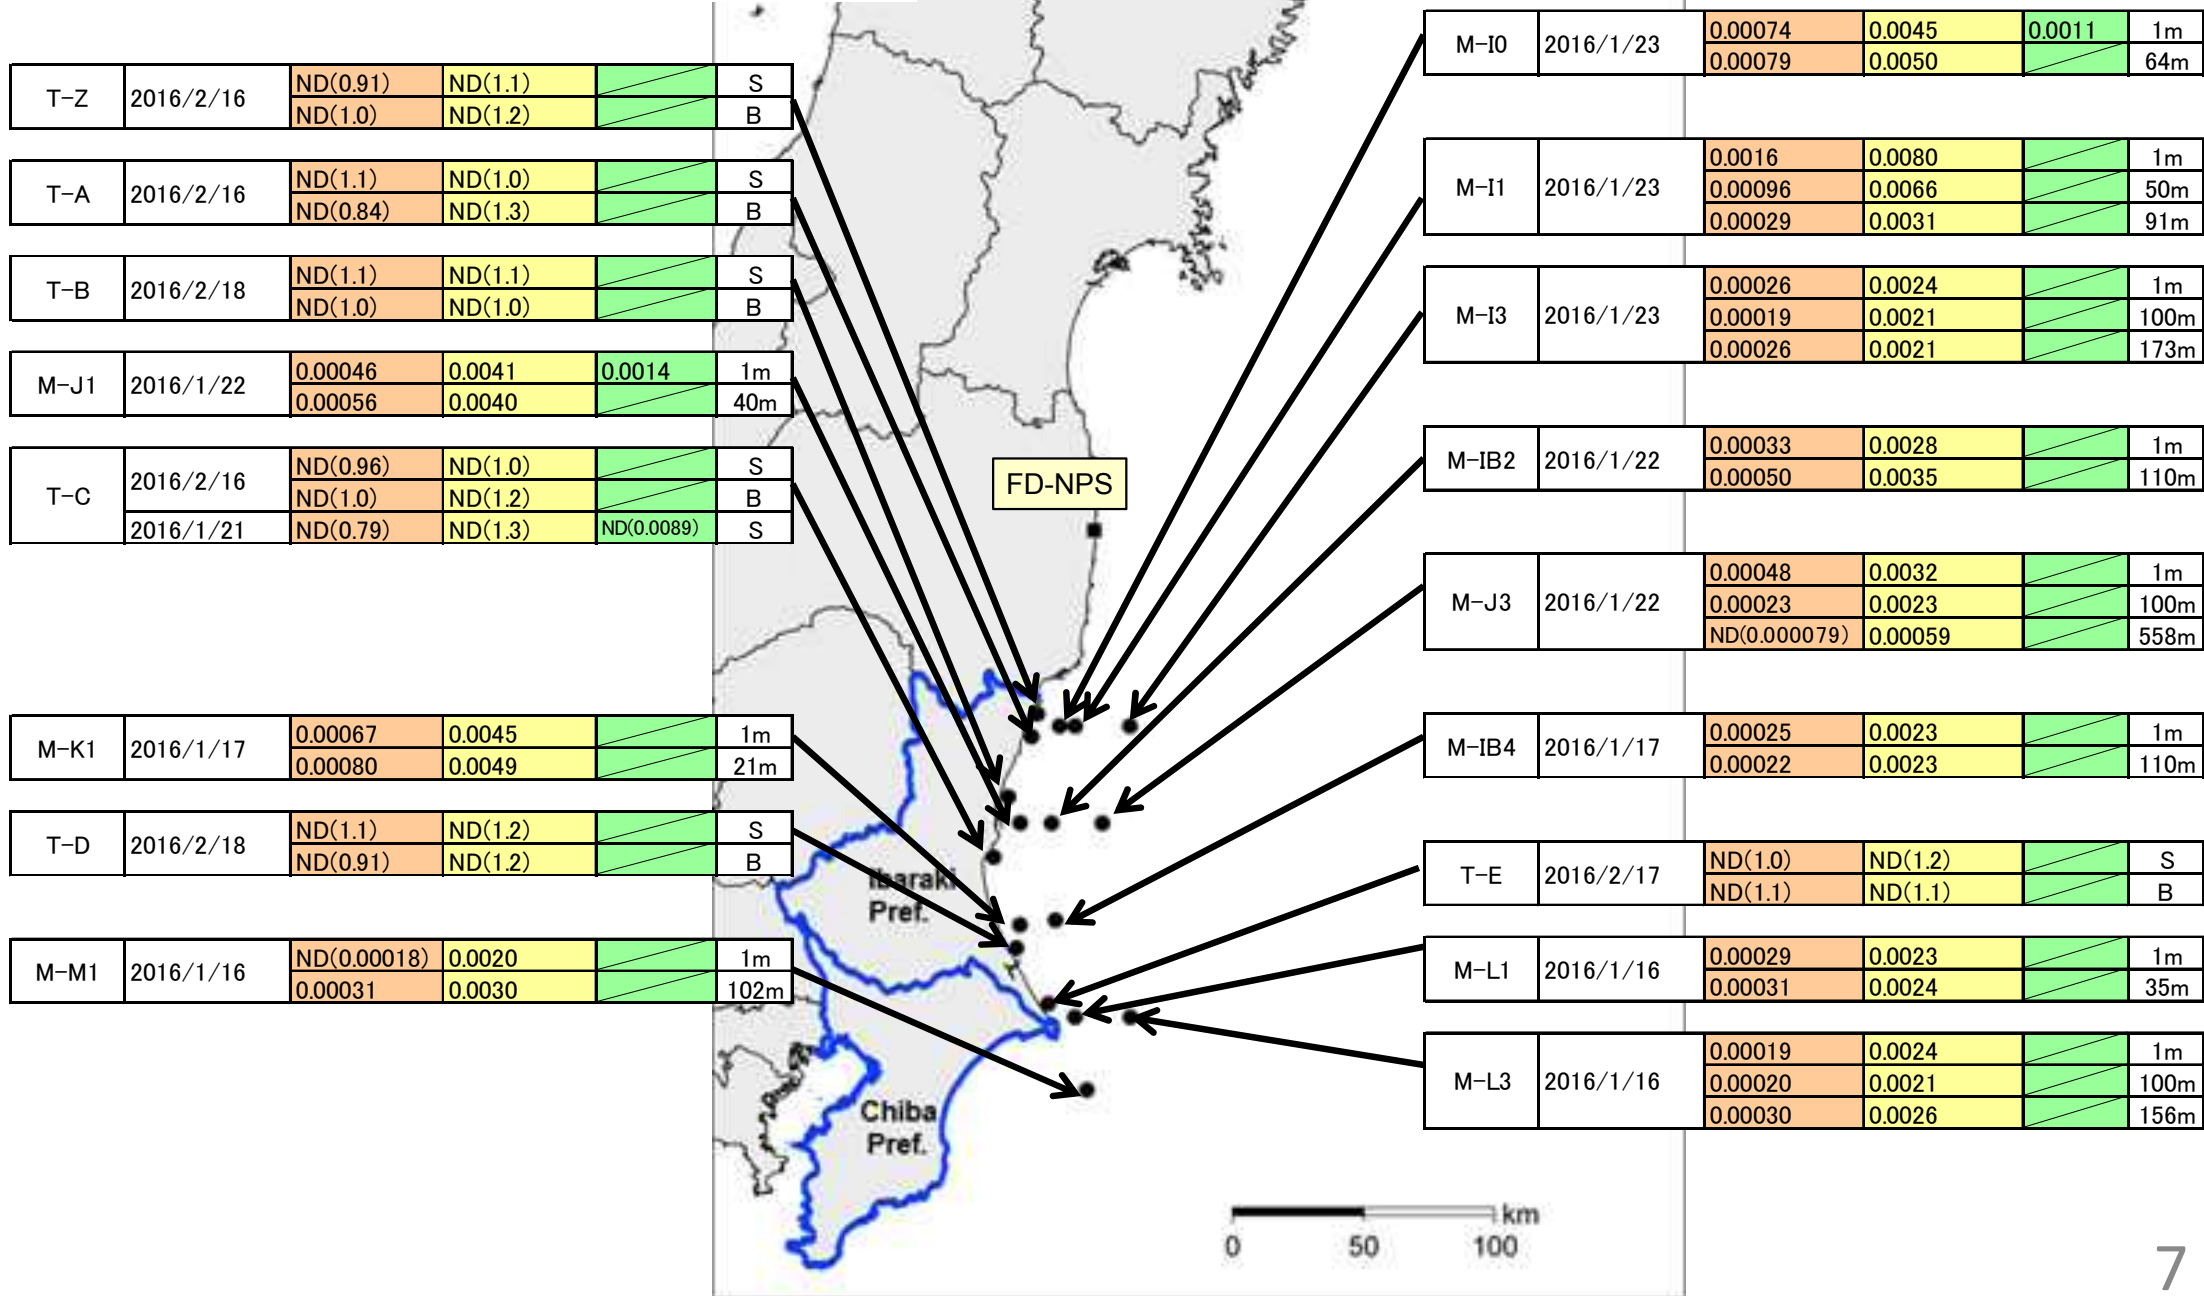 T-Z 2016/2/16 ND(0.91) ND(1.1) S
ND(1.0) ND(1.2) B
T-A 2016/2/16 ND(1.1) ND(1.0) S
ND(0.84) ND(1.3) B
T-B 2016/2/18 ND(1.1) ND(1.1) S
ND(1.0) ND(1.0) B
M-J1 2016/1/22 0.00046 0.0041 0.0014 1m
0.00056 0.0040 40m
T-C 2016/2/16 ND(0.96) ND(1.0) S
ND(1.0) ND(1.2) B
2016/1/21 ND(0.79) ND(1.3) ND(0.0089) S
M-K1 2016/1/17 0.00067 0.0045 1m
0.00080 0.0049 21m
T-D 2016/2/18 ND(1.1) ND(1.2) S
ND(0.91) ND(1.2) B
M-M1 2016/1/16 ND(0.00018) 0.0020 1m
0.00031 0.0030 102m
FD-NPS
Ibaraki
Pref.
Chiba
Pref.
M-I0 2016/1/23 0.00074 0.0045 0.0011 1m
0.00079 0.0050 64m
M-I1 2016/1/23 0.0016 0.0080 1m
0.00096 0.0066 50m
0.00029 0.0031 91m
M-I3 2016/1/23 0.00026 0.0024 1m
0.00019 0.0021 100m
0.00026 0.0021 173m
M-IB2 2016/1/22 0.00033 0.0028 1m
0.00050 0.0035 110m
M-J3 2016/1/22 0.00048 0.0032 1m
0.00023 0.0023 100m
ND(0.000079) 0.00059 558m
M-IB4 2016/1/17 0.00025 0.0023 1m
0.00022 0.0023 110m
T-E 2016/2/17 ND(1.0) ND(1.2) S
ND(1.1) ND(1.1) B
M-L1 2016/1/16 0.00029 0.0023 1m
0.00031 0.0024 35m
M-L3 2016/1/16 0.00019 0.0024 1m
0.00020 0.0021 100m
0.00030 0.0026 156m
km
0 50 100
7